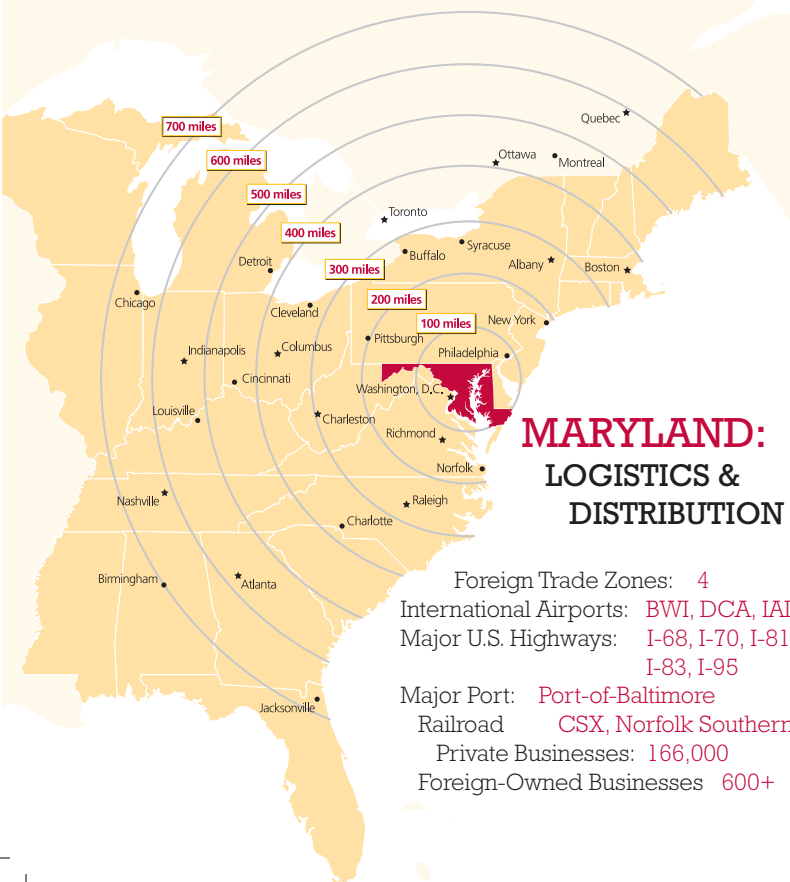 Quebec
700 miles
Ottawa
Montreal
600 miles
500 miles
Toronto
400 miles
Syracuse
Buffalo
Detroit
300 miles
Albany
Boston
200 miles
Chicago
Cleveland
100 miles
New York
Pittsburgh
Indianapolis
Columbus
Philadelphia
Cincinnati
Washington, D.C.
Louisville
Charleston
Richmond
MARYLAND:
Norfolk
LOGISTICS &
Nashville
Raleigh
DISTRIBUTION
Charlotte
Birmingham
Atlanta
Foreign Trade Zones: 4
International Airports: BWI, DCA, IAD
Major U.S. Highways: I-68, I-70, I-81
I-83, I-95
Major Port: Port-of-Baltimore
Jacksonville
Railroad CSX, Norfolk Southern
Private Businesses: 166,000
Foreign-Owned Businesses 600+